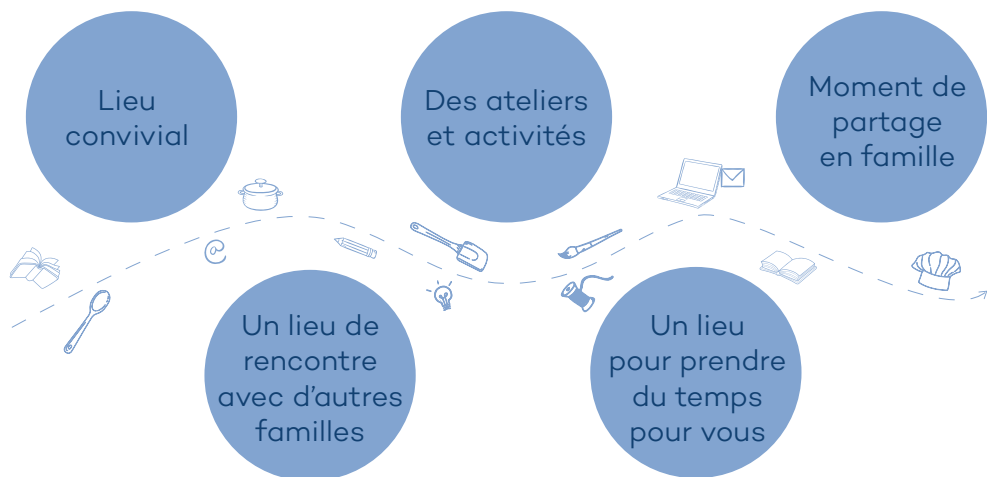 Lieu
convivial
Un lieu de
rencontre
avec d'autres
familles
Des ateliers
et activités
Un lieu
pour prendre
du temps
pour vous
Moment de
partage
en famille